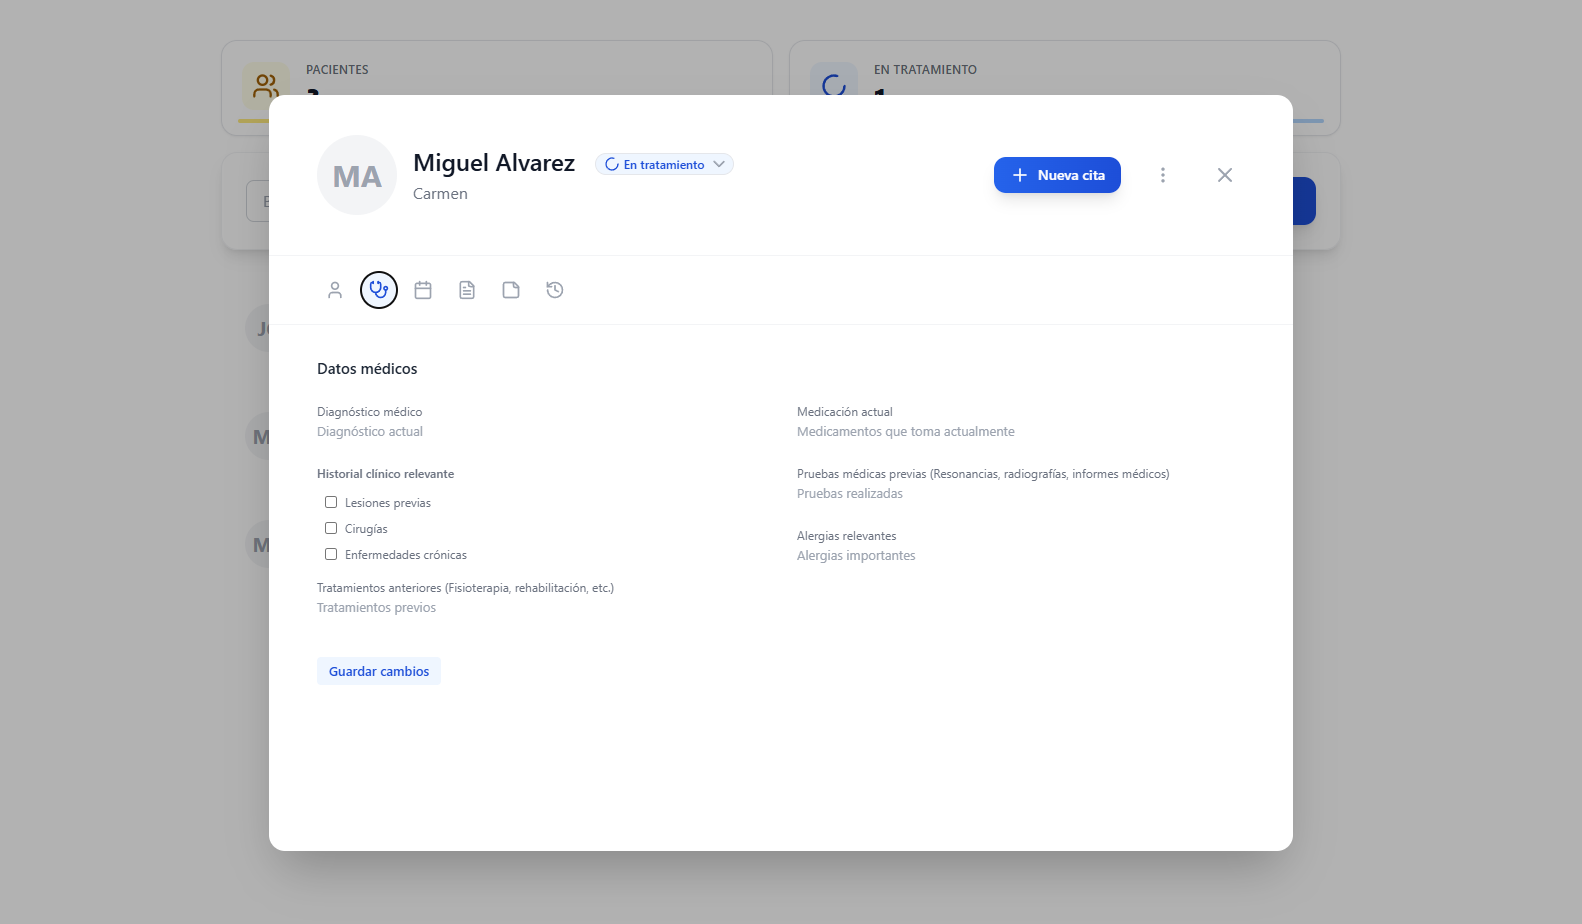 PACIENTES
EN TRATAMIENTO
MA
Miguel Alvarez
En tratamiento
Carmen
Nueva cita
Datos médicos
Diagnóstico médico
Diagnóstico actual
Historial clínico relevante
Lesiones previas
Cirugías
Enfermedades crónicas
Tratamientos anteriores (Fisioterapia, rehabilitación, etc.)
Tratamientos previos
Medicación actual
Medicamentos que toma actualmente
Pruebas médicas previas (Resonancias, radiografías, informes médicos)
Pruebas realizadas
Alergias relevantes
Alergias importantes
Guardar cambios